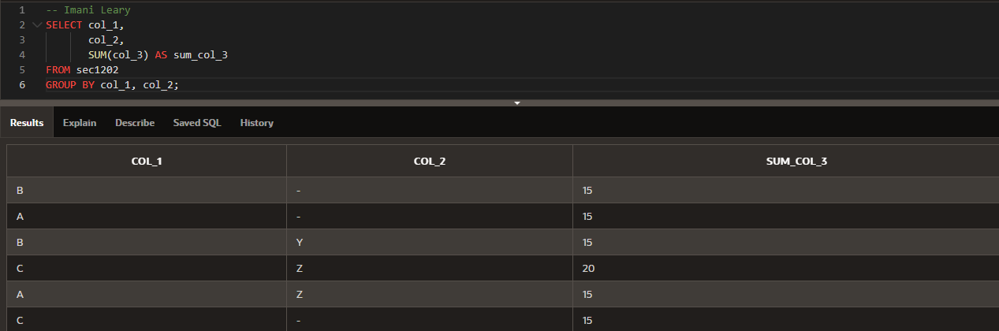 1 -- Imani Leary
2 SELECT col_1,
3 col_2,
4 SUM(col_3) AS sum_col_3
5 FROM sec1202
6 GROUP BY col_1, col_2;
Results Explain Describe Saved SQL History
COL_1 COL_2 SUM_COL_3
B - 15
A - 15
B Y 15
C Z 20
A Z 15
C - 15